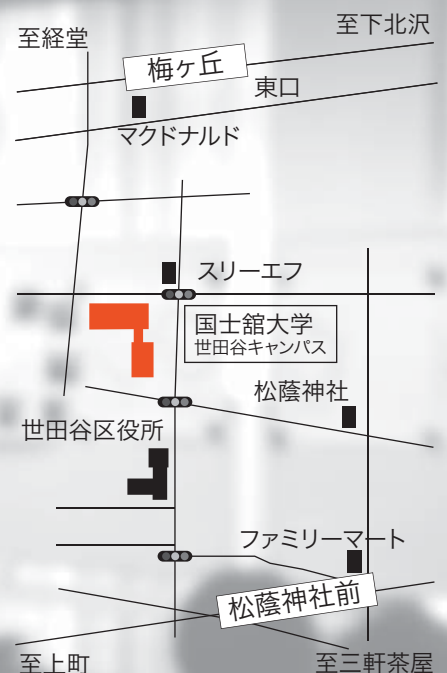 至経堂
至下北沢
梅ヶ丘
東口
マクドナルド
スリーエフ
国士舘大学
世田谷キャンパス
松蔭神社
世田谷区役所
ファミリーマート
松蔭神社前
至上町
至三軒茶屋